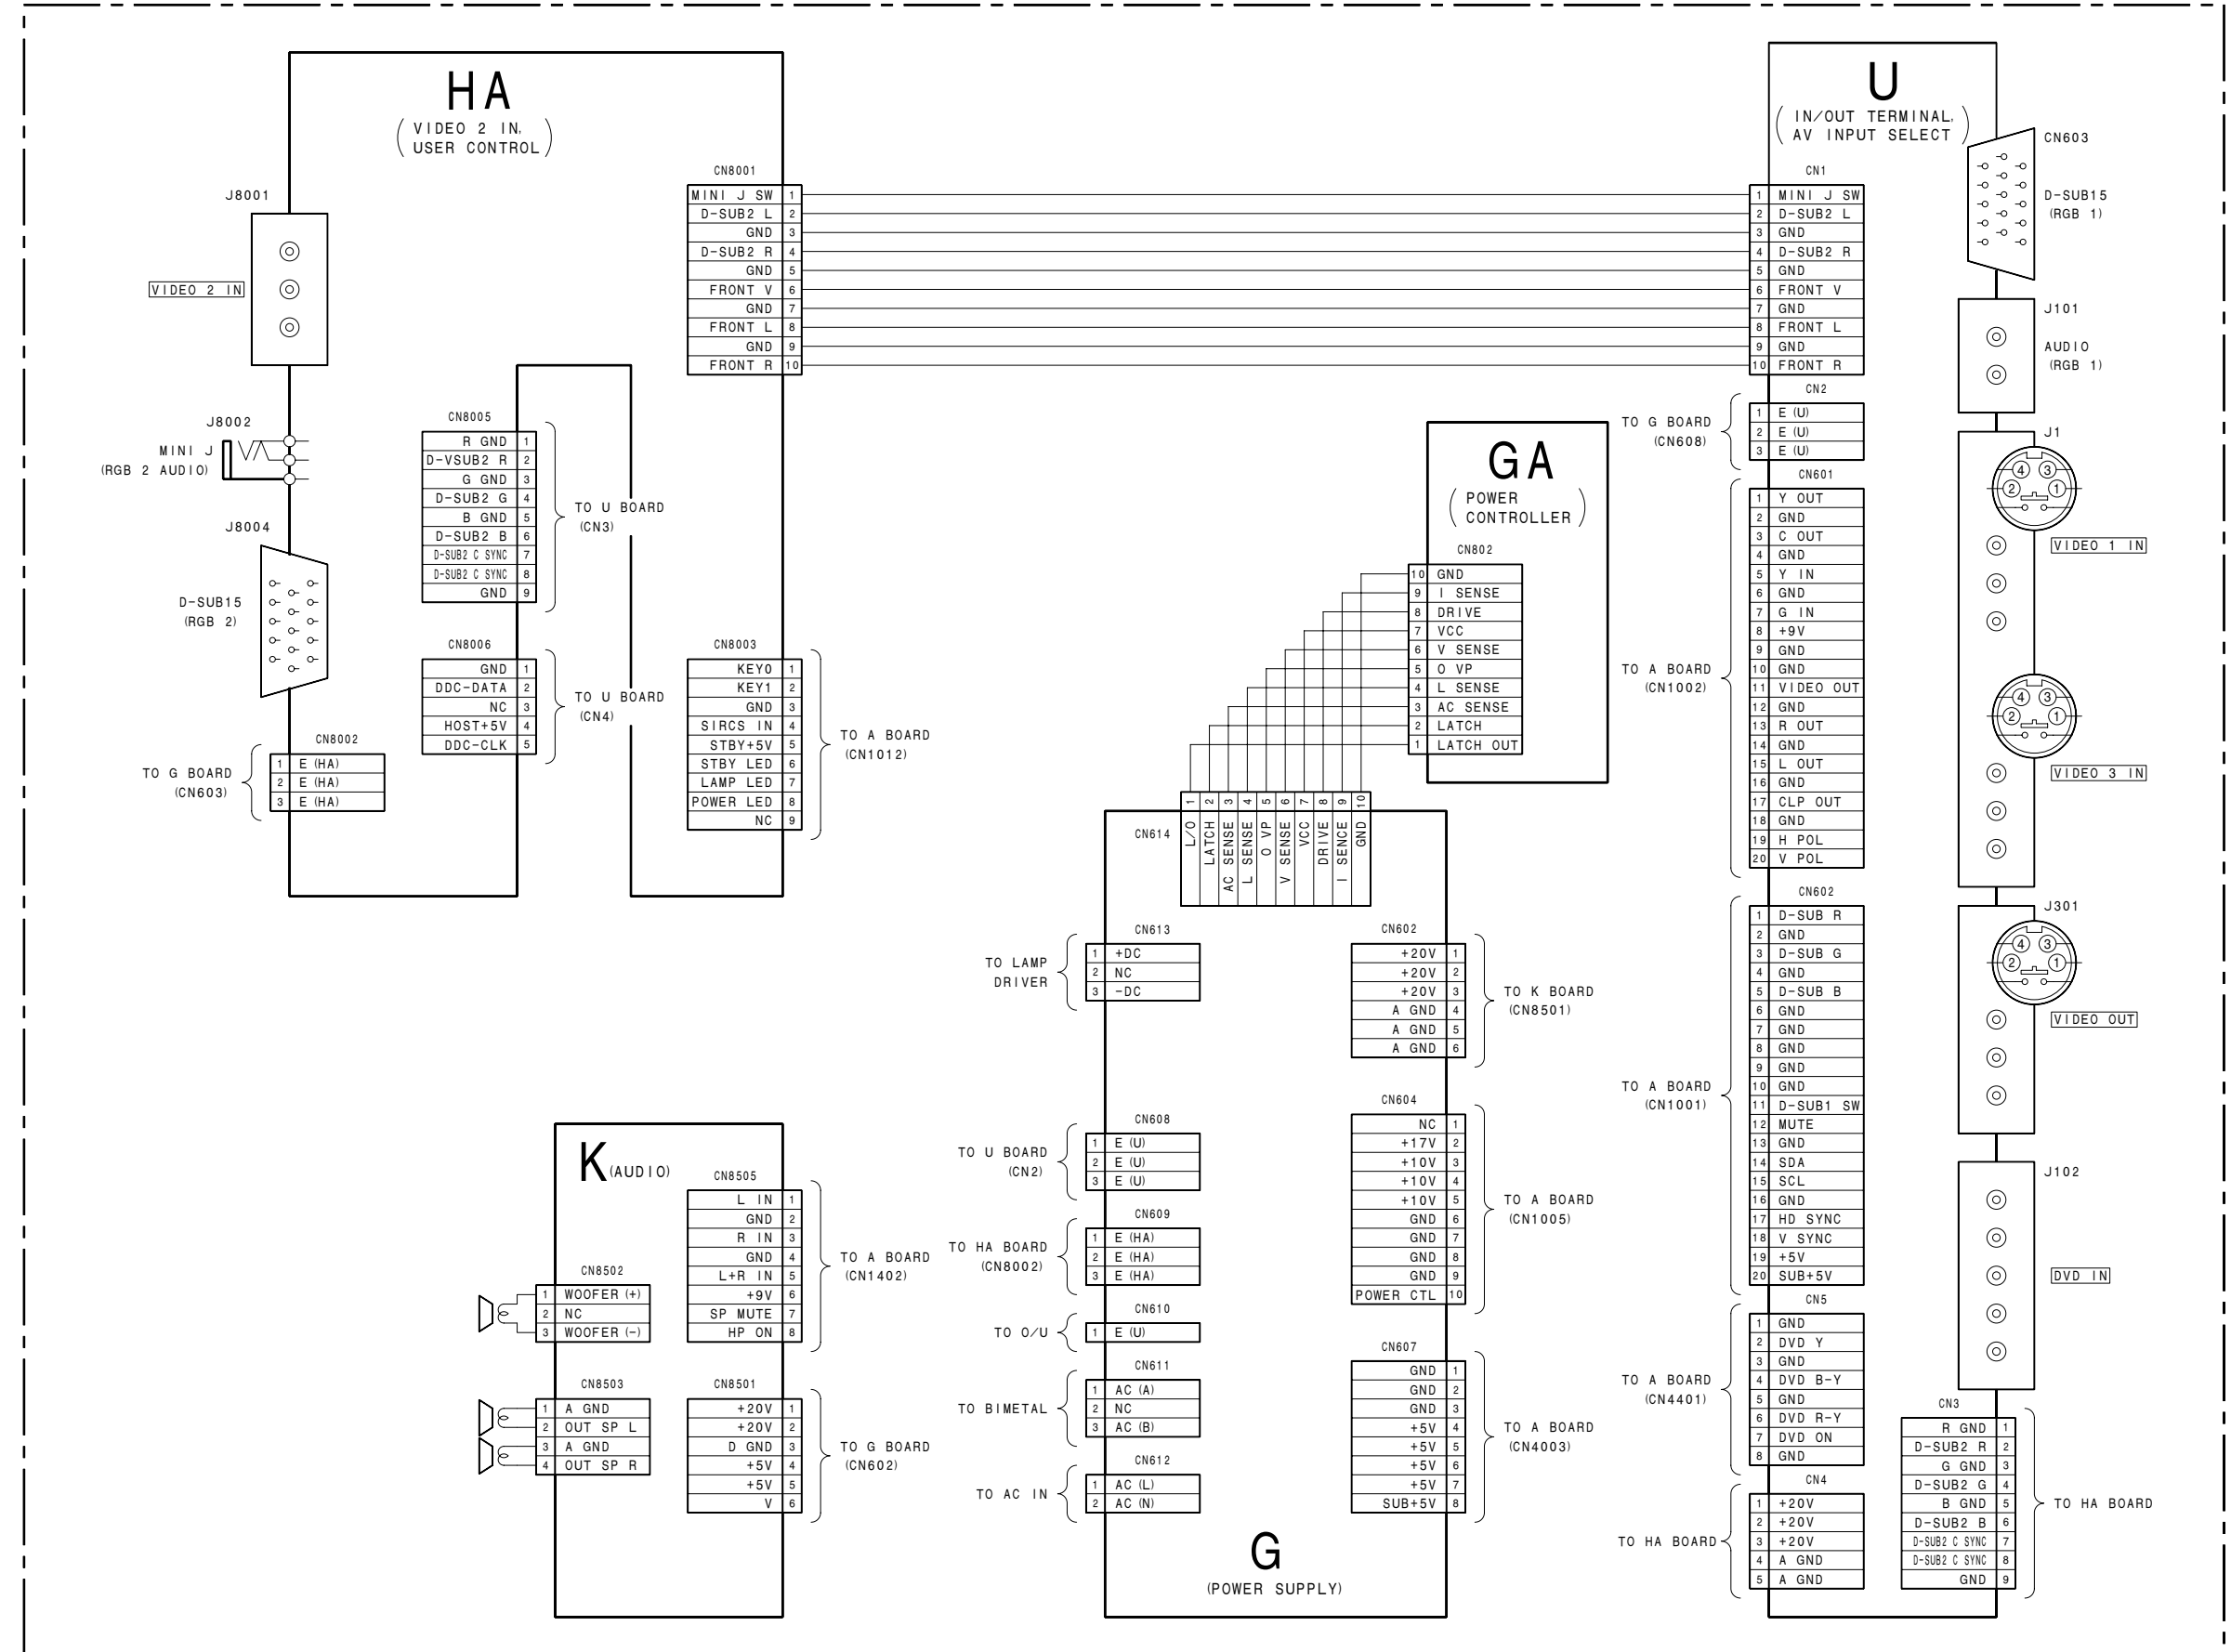 HA
VIDEO 2 IN,
USER CONTROL
J8001
VIDEO 2 IN
J8002
MINI J
(RGB 2 AUDIO)
J8004
D-SUB15
(RGB 2)
CN8001
MINI J SW 1
D-SUB2 L 2
GND 3
D-SUB2 R 4
GND 5
FRONT V 6
GND 7
FRONT L 8
GND 9
FRONT R 10
CN8005
R GND 1
D-VSUB2 R 2
G GND 3
D-SUB2 G 4
B GND 5
D-SUB2 B 6
D-SUB2 C SYNC 7
D-SUB2 C SYNC 8
GND 9
TO U BOARD
(CN3)
CN8006
GND 1
DDC-DATA 2
NC 3
HOST+5V 4
DDC-CLK 5
TO U BOARD
(CN4)
CN8003
KEY0 1
KEY1 2
GND 3
SIRCS IN 4
STBY+5V 5
STBY LED 6
LAMP LED 7
POWER LED 8
NC 9
TO A BOARD
(CN1012)
CN8002
1 E (HA)
2 E (HA)
3 E (HA)
TO G BOARD
(CN603)
GA
POWER
CONTROLLER
CN802
10 GND
9 I SENSE
8 DRIVE
7 VCC
6 V SENSE
5 O VP
4 L SENSE
3 AC SENSE
2 LATCH
1 LATCH OUT
CN614
1 L/O
2 LATCH
3 AC SENSE
4 L SENSE
5 O VP
6 V SENSE
7 VCC
8 DRIVE
9 I SENCE
10 GND
CN613
1 +DC
2 NC
3 -DC
TO LAMP
DRIVER
CN602
+20V 1
+20V 2
+20V 3
A GND 4
A GND 5
A GND 6
TO K BOARD
(CN8501)
CN608
1 E (U)
2 E (U)
3 E (U)
TO U BOARD
(CN2)
CN609
1 E (HA)
2 E (HA)
3 E (HA)
TO HA BOARD
(CN8002)
CN610
1 E (U)
TO O/U
CN611
1 AC (A)
2 NC
3 AC (B)
TO BIMETAL
CN612
1 AC (L)
2 AC (N)
TO AC IN
CN604
NC 1
+17V 2
+10V 3
+10V 4
+10V 5
GND 6
GND 7
GND 8
GND 9
POWER CTL 10
TO A BOARD
(CN1005)
CN607
GND 1
GND 2
GND 3
+5V 4
+5V 5
+5V 6
+5V 7
SUB+5V 8
TO A BOARD
(CN4003)
G
(POWER SUPPLY)
K (AUDIO)
CN8505
L IN 1
GND 2
R IN 3
GND 4
L+R IN 5
+9V 6
SP MUTE 7
HP ON 8
TO A BOARD
(CN1402)
CN8502
1 WOOFER (+)
2 NC
3 WOOFER (-)
CN8503
1 A GND
2 OUT SP L
3 A GND
4 OUT SP R
CN8501
+20V 1
+20V 2
D GND 3
+5V 4
+5V 5
V 6
TO G BOARD
(CN602)
U
IN/OUT TERMINAL,
AV INPUT SELECT
CN1
1 MINI J SW
2 D-SUB2 L
3 GND
4 D-SUB2 R
5 GND
6 FRONT V
7 GND
8 FRONT L
9 GND
10 FRONT R
CN2
1 E (U)
2 E (U)
3 E (U)
TO G BOARD
(CN608)
CN601
1 Y OUT
2 GND
3 C OUT
4 GND
5 Y IN
6 GND
7 G IN
8 +9V
9 GND
10 GND
11 VIDEO OUT
12 GND
13 R OUT
14 GND
15 L OUT
16 GND
17 CLP OUT
18 GND
19 H POL
20 V POL
TO A BOARD
(CN1002)
CN602
1 D-SUB R
2 GND
3 D-SUB G
4 GND
5 D-SUB B
6 GND
7 GND
8 GND
9 GND
10 GND
11 D-SUB1 SW
12 MUTE
13 GND
14 SDA
15 SCL
16 GND
17 HD SYNC
18 V SYNC
19 +5V
20 SUB+5V
TO A BOARD
(CN1001)
CN5
1 GND
2 DVD Y
3 GND
4 DVD B-Y
5 GND
6 DVD R-Y
7 DVD ON
8 GND
TO A BOARD
(CN4401)
CN4
1 +20V
2 +20V
3 +20V
4 A GND
5 A GND
TO HA BOARD
CN603
D-SUB15
(RGB 1)
J101
AUDIO
(RGB 1)
J1
4 3
2 1
VIDEO 1 IN
4 3
2 1
VIDEO 3 IN
J301
4 3
2 1
VIDEO OUT
J102
DVD IN
CN3
R GND 1
D-SUB2 R 2
G GND 3
D-SUB2 G 4
B GND 5
D-SUB2 B 6
D-SUB2 C SYNC 7
D-SUB2 C SYNC 8
GND 9
TO HA BOARD